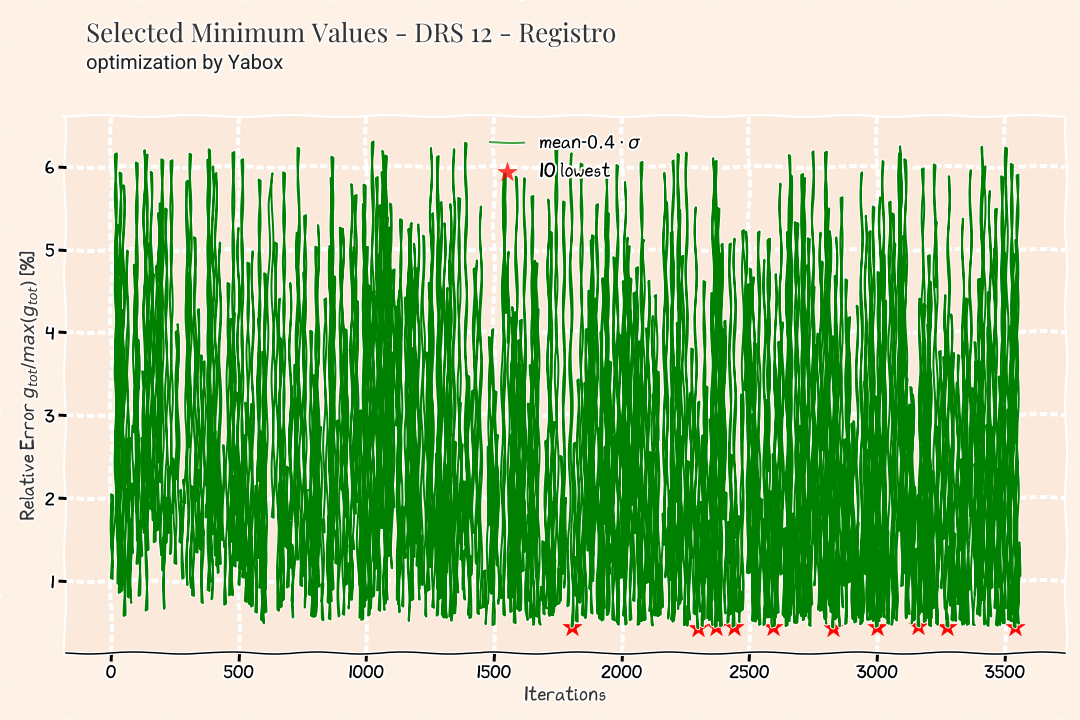 Selected Minimum Values - DRS 12 - Registro
optimization by Yabox
mean-0.4 · σ
10 lowest
Relative Error g_tot/max(g_tot) [%]
6
5
4
3
2
1
0 500 1000 1500 2000 2500 3000 3500
Iterations